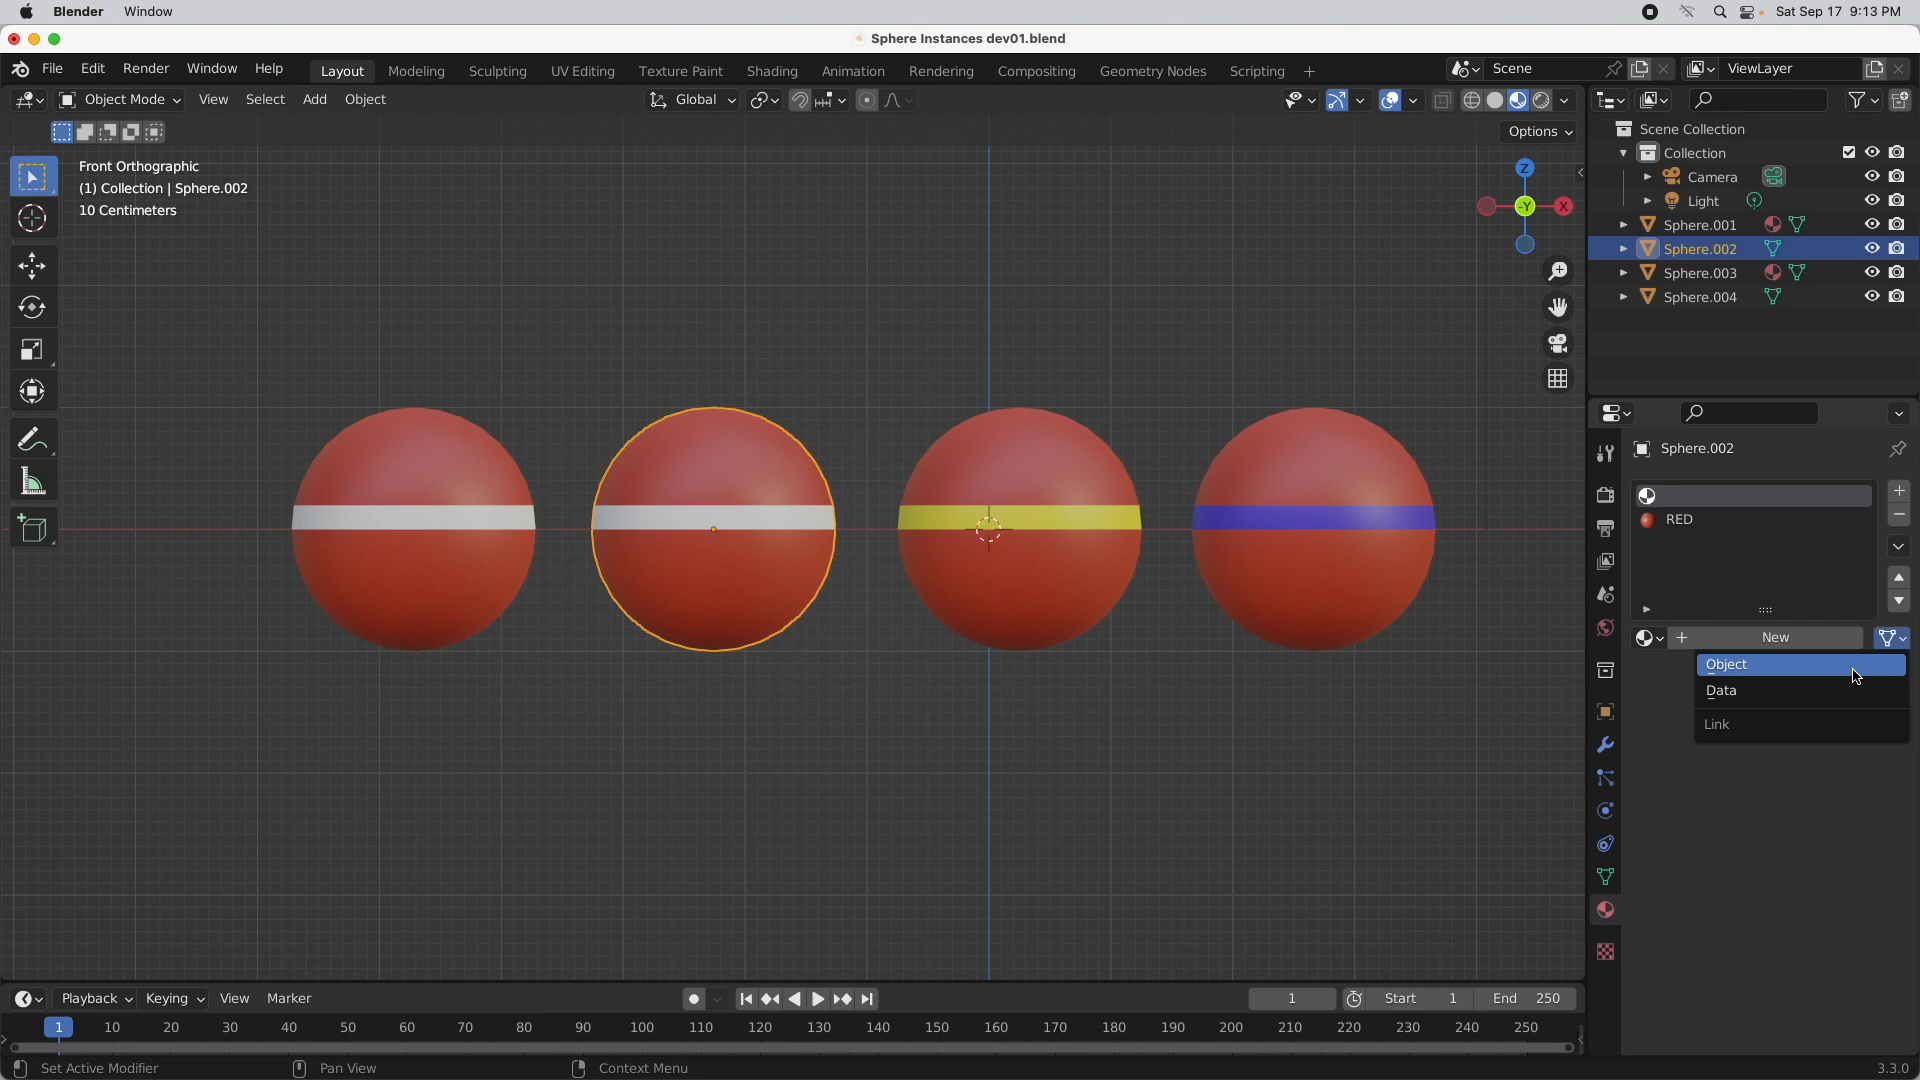 Blender Window Sat Sep 17 9:13 PM
Sphere Instances dev01.blend
File Edit Render Window Help Layout Modeling Sculpting UV Editing Texture Paint Shading Animation Rendering Compositing Geometry Nodes Scripting + Scene ViewLayer
Object Mode View Select Add Object Global
Options
Front Orthographic
(1) Collection | Sphere.002
10 Centimeters
Z
-Y
X
Scene Collection
Collection
Camera
Light
Sphere.001
Sphere.002
Sphere.003
Sphere.004
Sphere.002
RED
New
Object
Data
Link
Playback Keying View Marker 1 Start 1 End 250
1 10 20 30 40 50 60 70 80 90 100 110 120 130 140 150 160 170 180 190 200 210 220 230 240 250
Set Active Modifier Pan View Context Menu 3.3.0